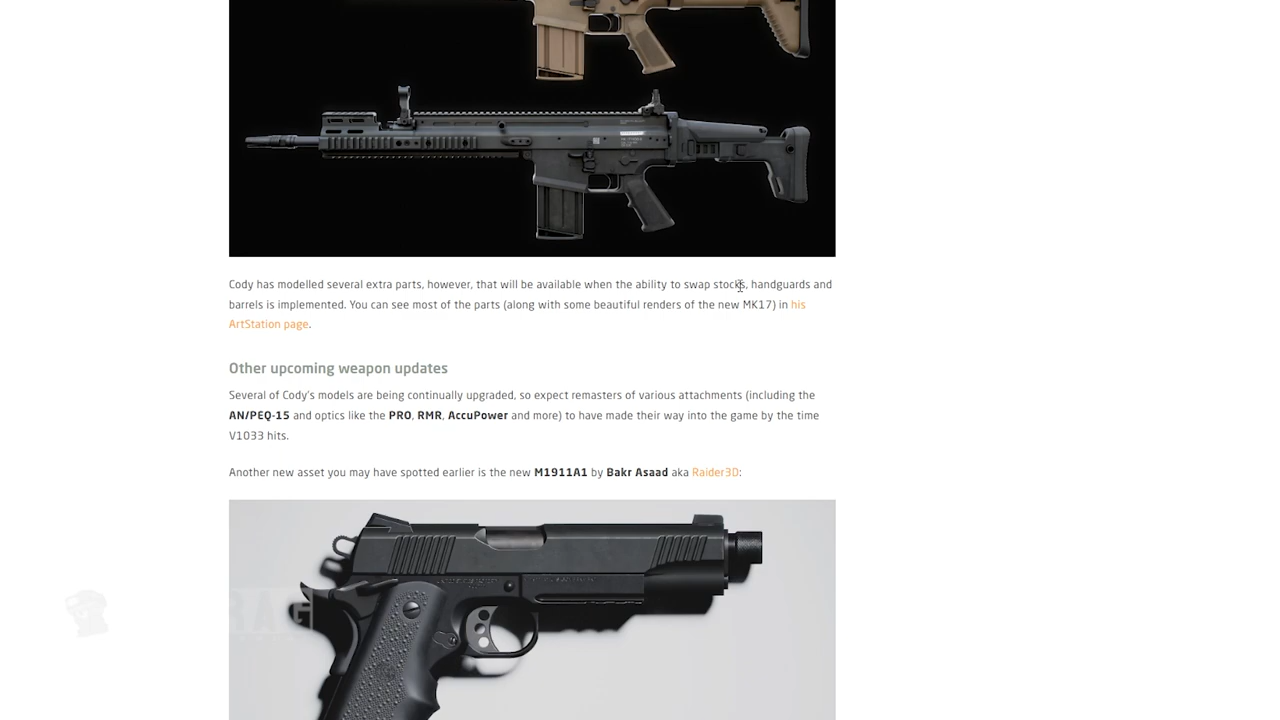 Cody has modelled several extra parts, however, that will be available when the ability to swap stocks, handguards and
barrels is implemented. You can see most of the parts (along with some beautiful renders of the new MK17) in his
ArtStation page.
Other upcoming weapon updates
Several of Cody's models are being continually upgraded, so expect remasters of various attachments (including the
AN/PEQ-15 and optics like the PRO, RMR, AccuPower and more) to have made their way into the game by the time
V1033 hits.
Another new asset you may have spotted earlier is the new M1911A1 by Bakr Asaad aka Raider3D: